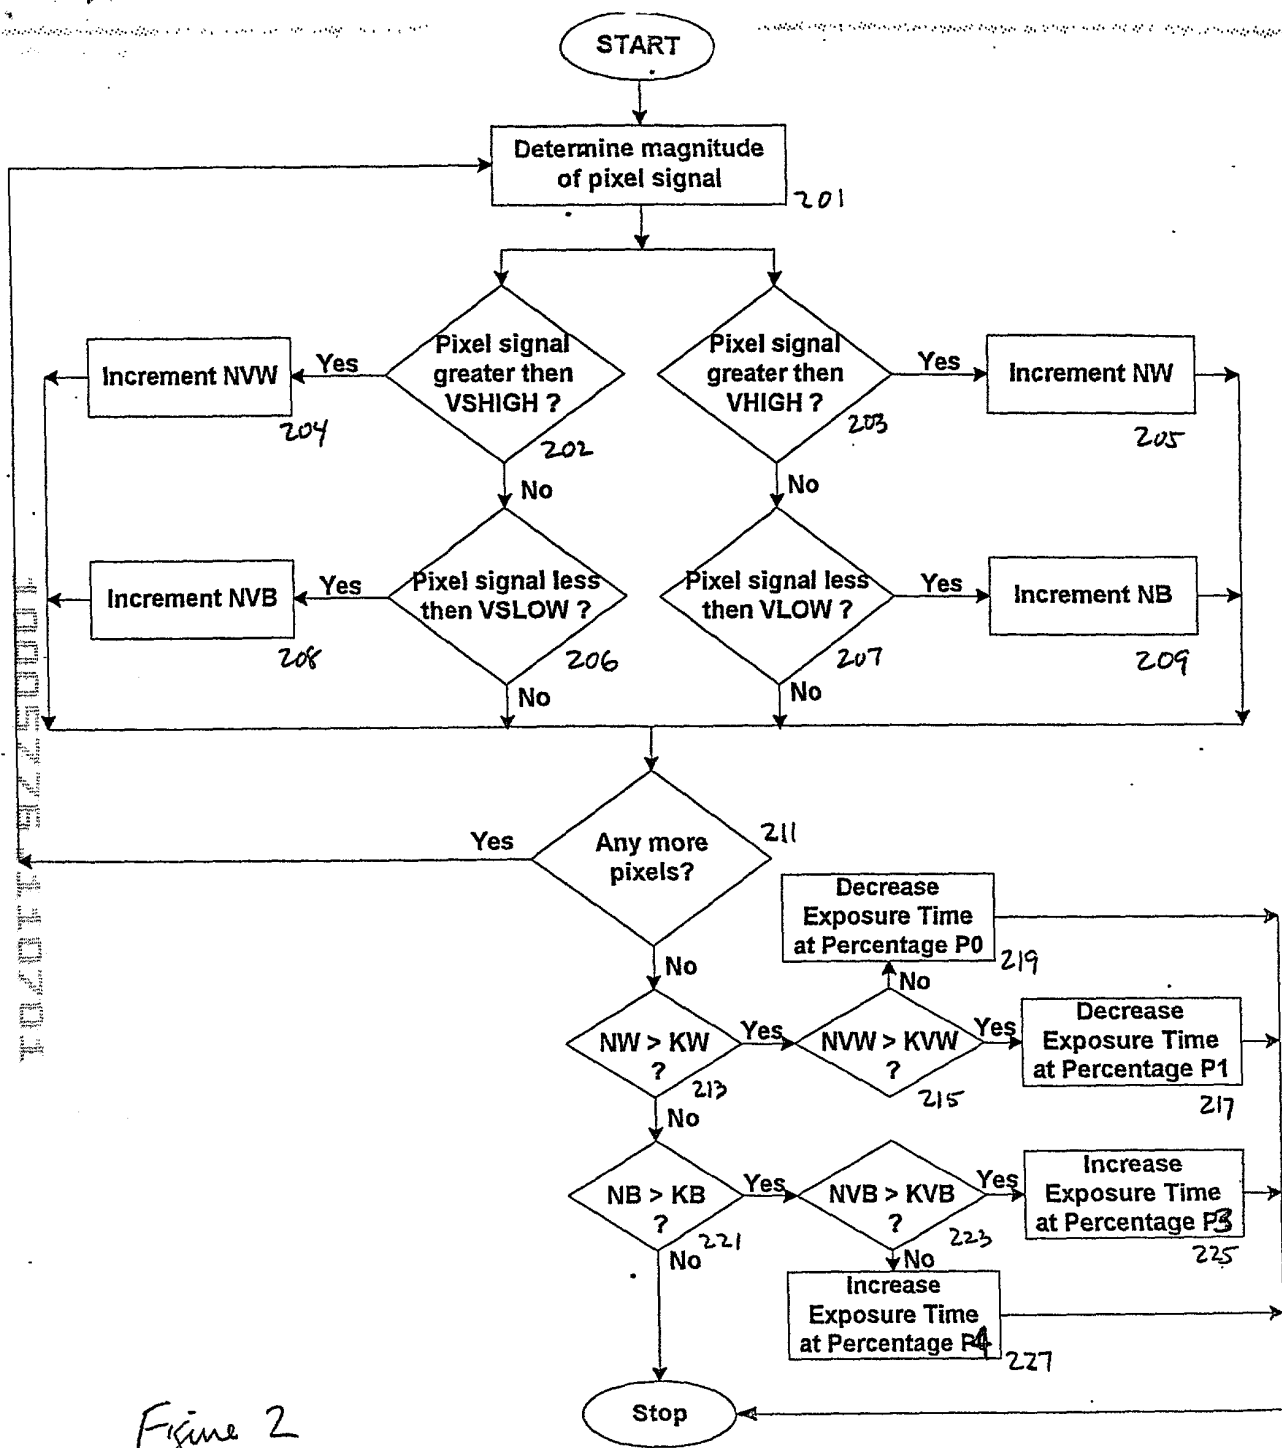 START
Determine magnitude
of pixel signal
201
Pixel signal
greater then
VSHIGH ?
202
Pixel signal
greater then
VHIGH ?
203
Yes
Increment NVW
204
Yes
Increment NW
205
No
No
Pixel signal less
then VSLOW ?
206
Pixel signal less
then VLOW ?
207
Yes
Increment NVB
208
Yes
Increment NB
209
No
No
Any more
pixels?
211
Yes
No
Decrease
Exposure Time
at Percentage P0
219
No
NW > KW
?
213
Yes
NVW > KVW
?
215
Yes
Decrease
Exposure Time
at Percentage P1
217
No
NB > KB
?
221
Yes
NVB > KVB
?
223
Yes
Increase
Exposure Time
at Percentage P3
225
No
No
Increase
Exposure Time
at Percentage P4
227
Stop
Figure 2